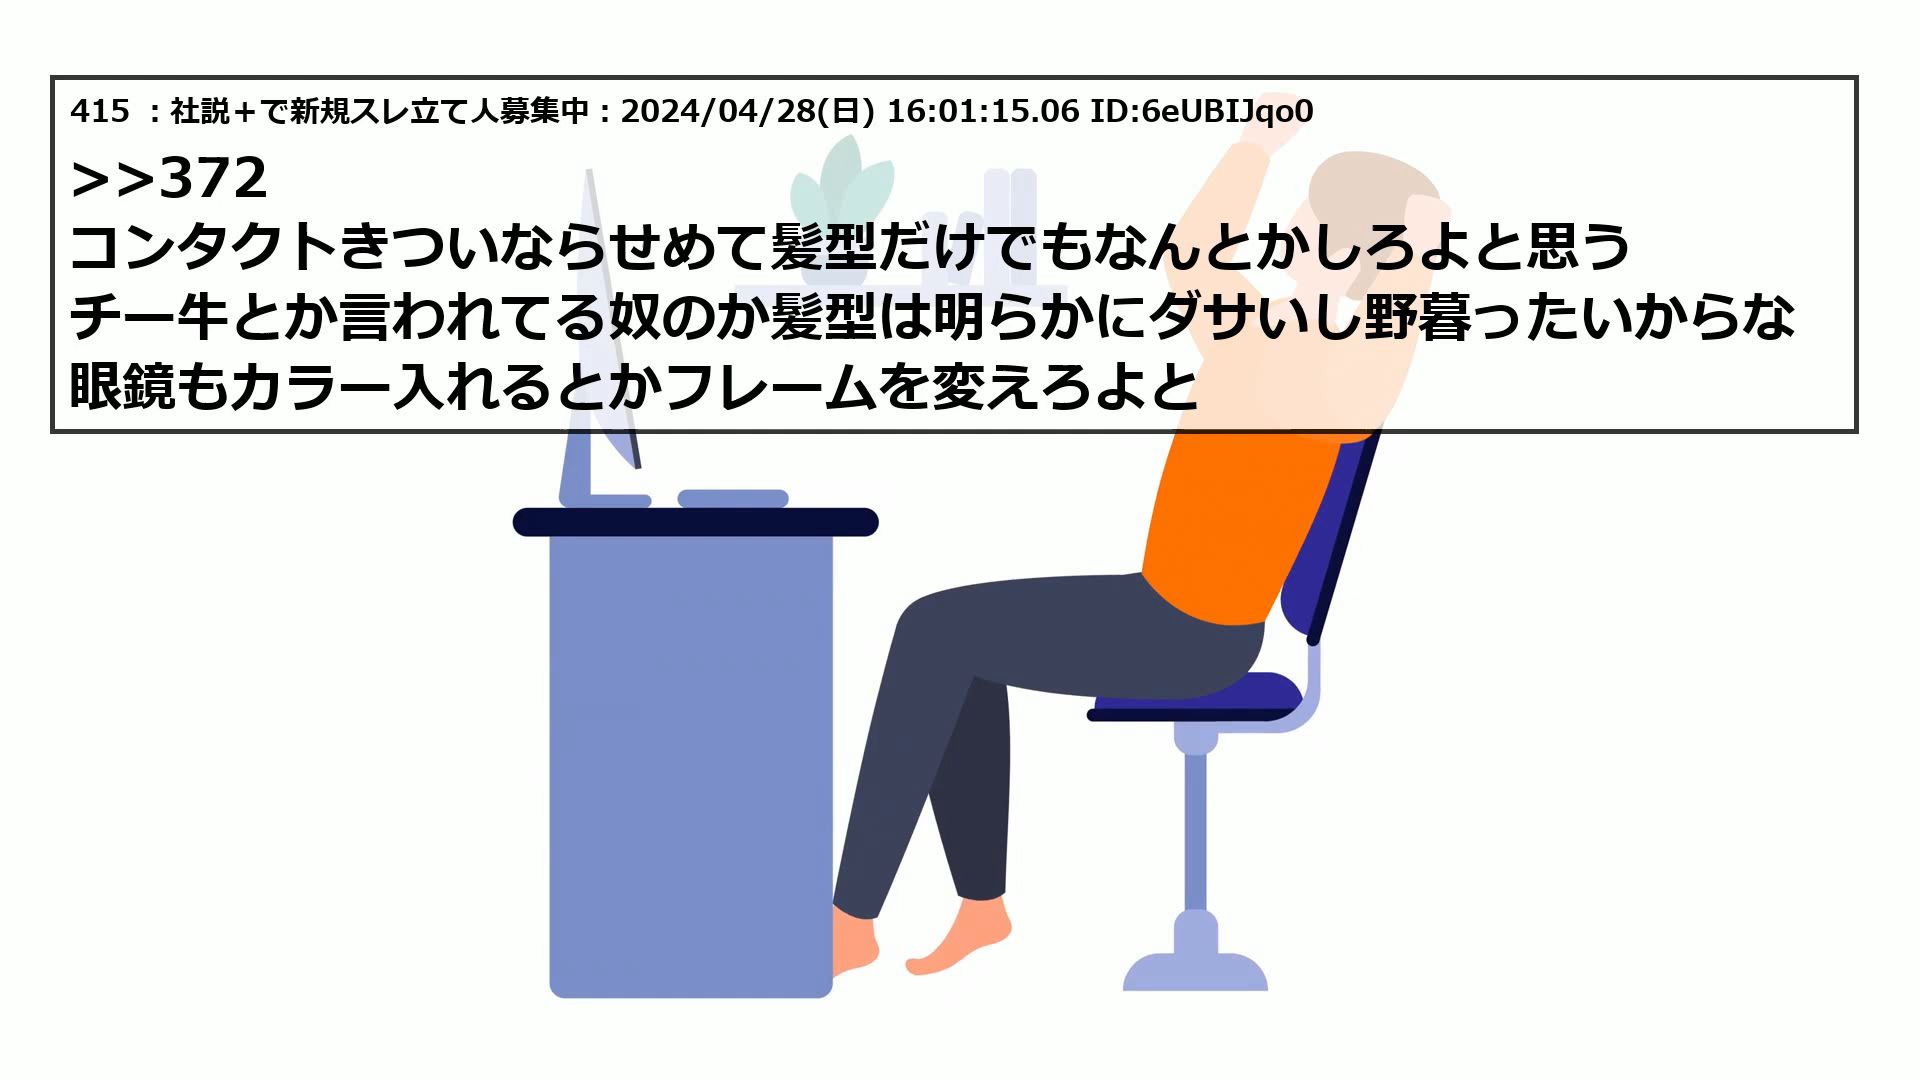 415 ：社説＋で新規スレ立て人募集中：2024/04/28(日) 16:01:15.06 ID:6eUBIJqo0
>>372
コンタクトきついならせめて髪型だけでもなんとかしろよと思う
チー牛とか言われてる奴のか髪型は明らかにダサいし野暮ったいからな
眼鏡もカラー入れるとかフレームを変えろよと